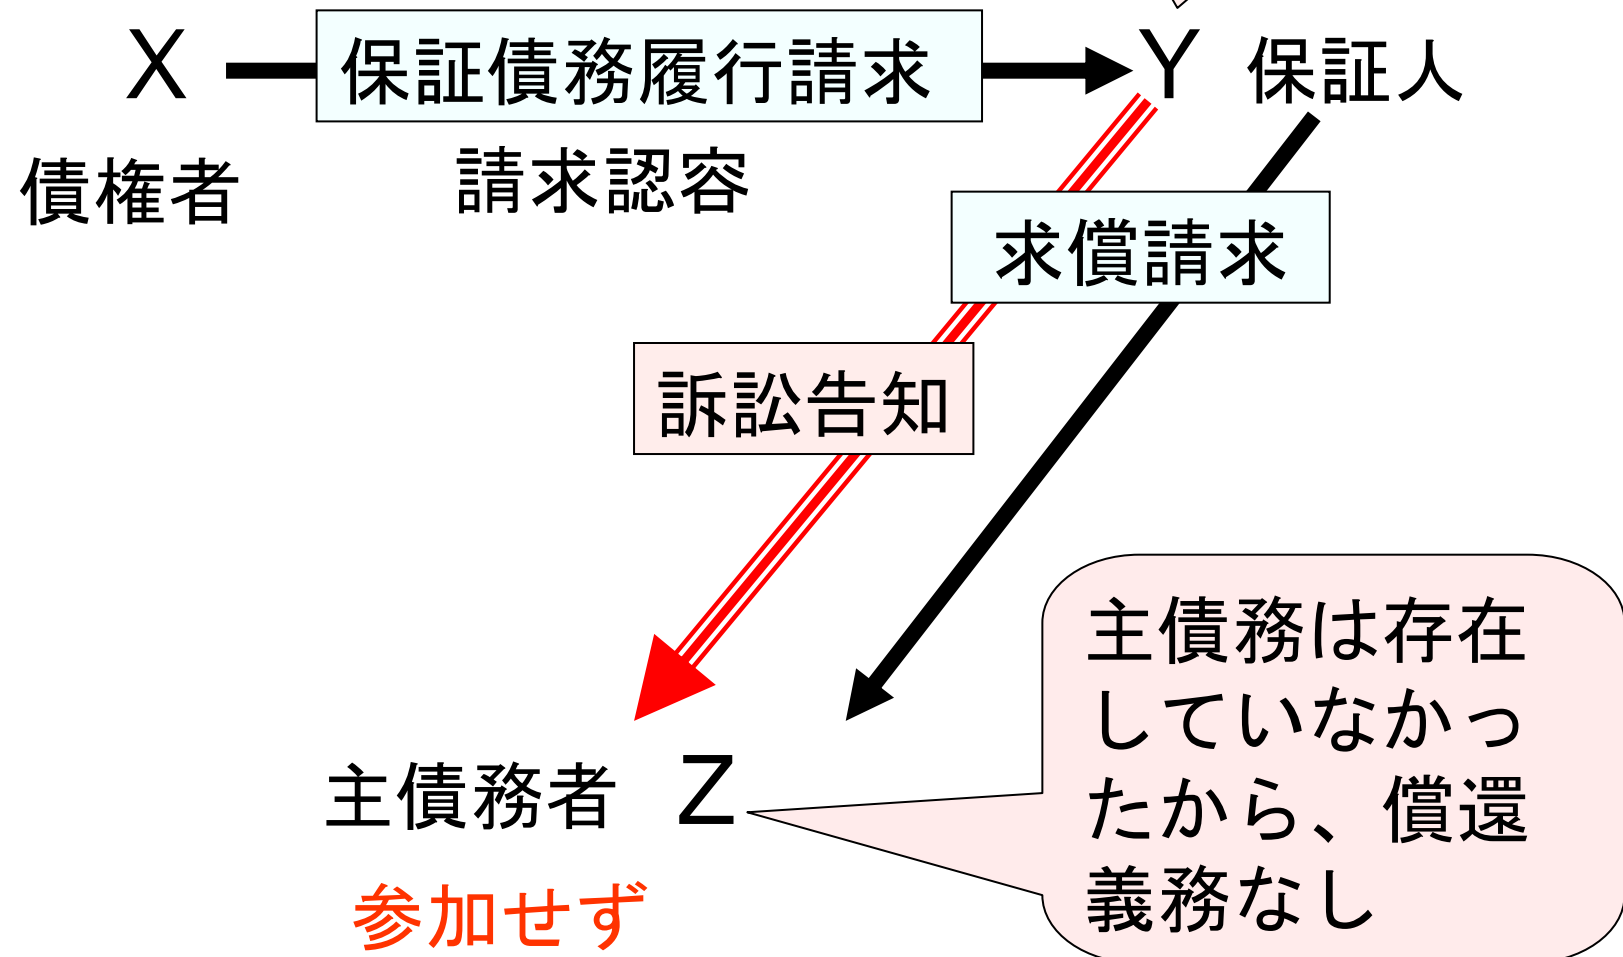 X 保証債務履行請求 Y 保証人
債権者 請求認容
求償請求
訴訟告知
主債務者 Z
参加せず
主債務は存在
していなかっ
たから、償還
義務なし